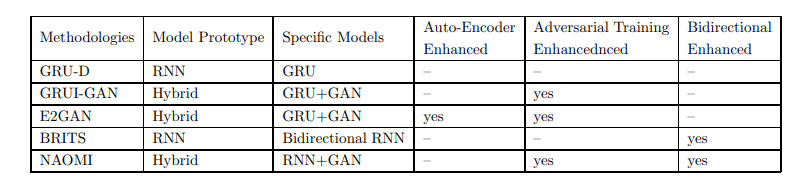 Methodologies Model Prototype Specific Models Auto-Encoder Enhanced Adversarial Training Enhancednced Bidirectional Enhanced
GRU-D RNN GRU – – –
GRUI-GAN Hybrid GRU+GAN – yes –
E2GAN Hybrid GRU+GAN yes yes –
BRITS RNN Bidirectional RNN – – yes
NAOMI Hybrid RNN+GAN – yes yes